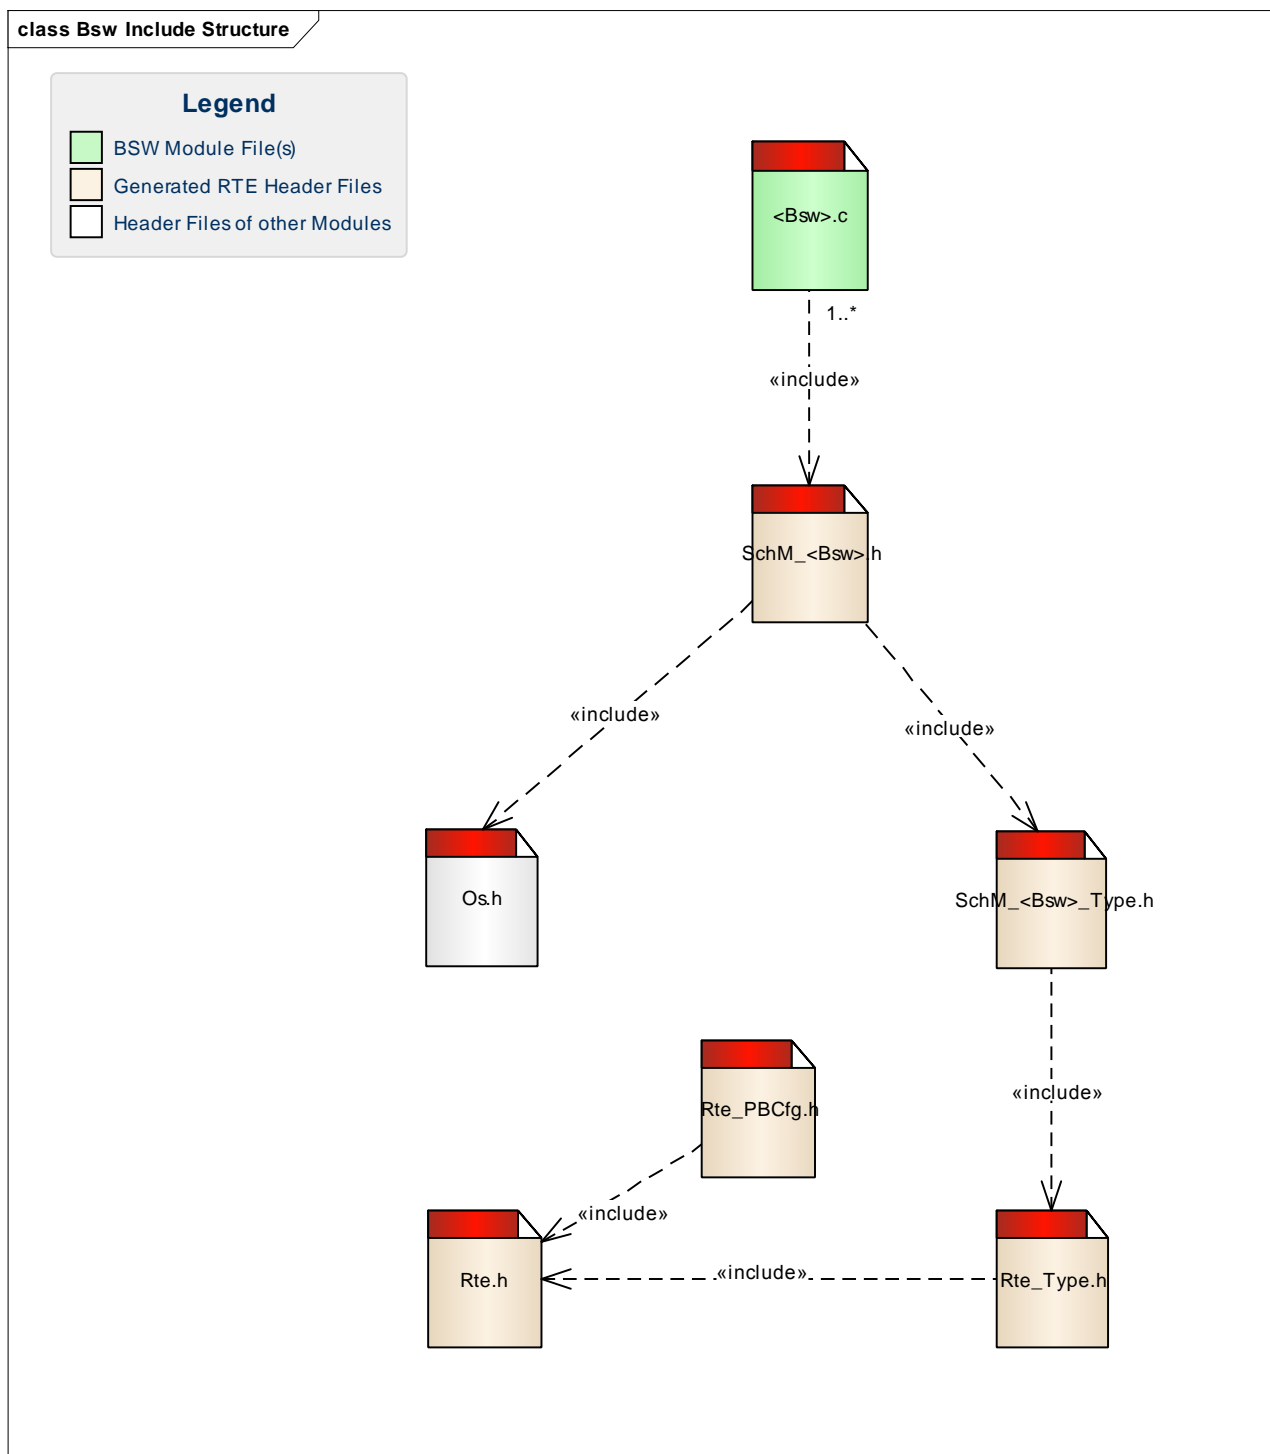 class Bsw Include Structure
Legend
BSW Module File(s)
Generated RTE Header Files
Header Files of other Modules
<Bsw>.c
1..*
«include»
SchM_<Bsw>.h
«include»
«include»
Os.h
SchM_<Bsw>_Type.h
«include»
Rte_PBCfg.h
«include»
Rte.h
«include»
Rte_Type.h